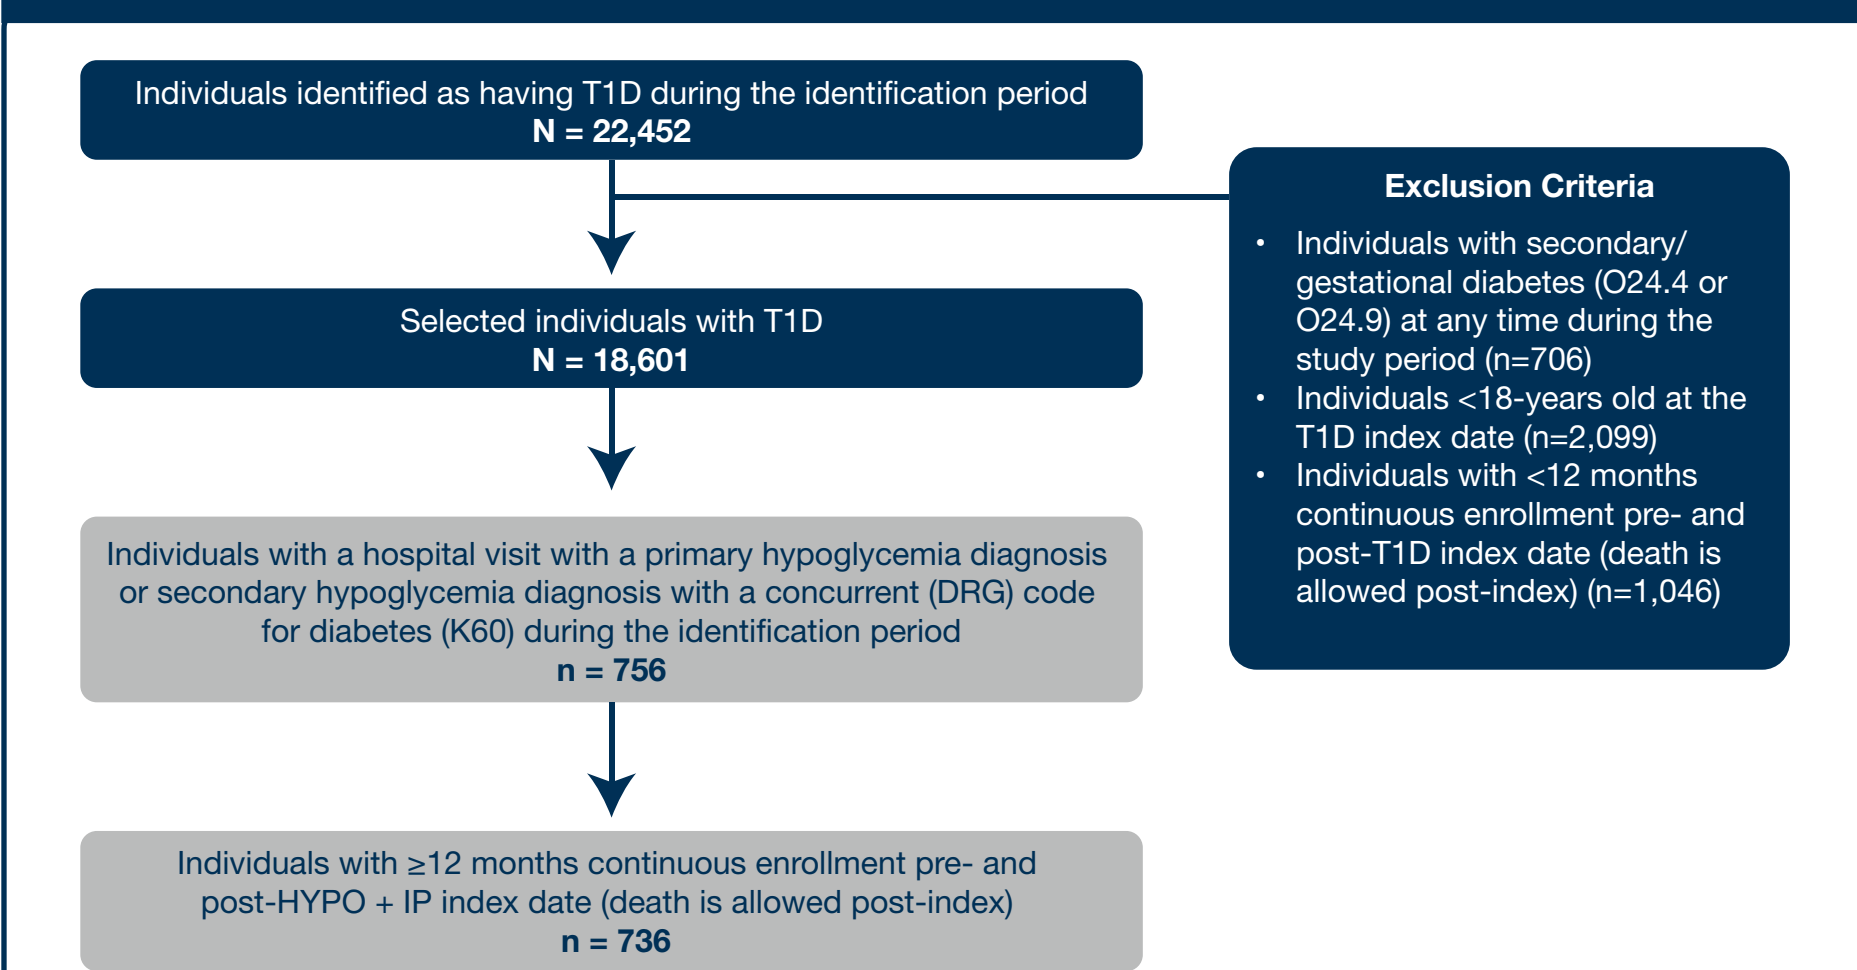 Individuals identified as having T1D during the identification period
N = 22,452
Selected individuals with T1D
N = 18,601
Individuals with a hospital visit with a primary hypoglycemia diagnosis
or secondary hypoglycemia diagnosis with a concurrent (DRG) code
for diabetes (K60) during the identification period
n = 756
Individuals with ≥12 months continuous enrollment pre- and
post-HYPO + IP index date (death is allowed post-index)
n = 736
Exclusion Criteria
• Individuals with secondary/
gestational diabetes (O24.4 or
O24.9) at any time during the
study period (n=706)
• Individuals <18-years old at the
T1D index date (n=2,099)
• Individuals with <12 months
continuous enrollment pre- and
post-T1D index date (death is
allowed post-index) (n=1,046)